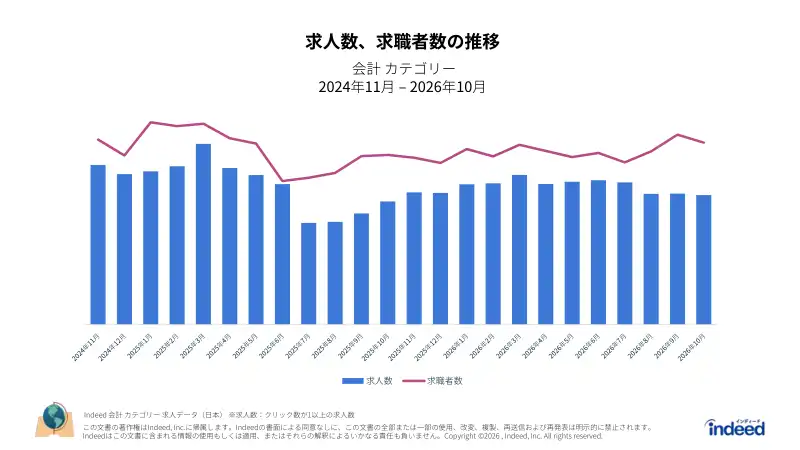 求人数、求職者数の推移
会計 カテゴリー
2024年11月 – 2026年10月
2024年11月
2024年12月
2025年1月
2025年2月
2025年3月
2025年4月
2025年5月
2025年6月
2025年7月
2025年8月
2025年9月
2025年10月
2025年11月
2025年12月
2026年1月
2026年2月
2026年3月
2026年4月
2026年5月
2026年6月
2026年7月
2026年8月
2026年9月
2026年10月
求人数
求職者数
Indeed 会計 カテゴリー 求人データ（日本） ※求人数：クリック数が1以上の求人数
この文書の著作権はIndeed, Inc.に帰属します。Indeedの書面による同意なしに、この文書の全部または一部の使用、改変、複製、再送信および再発表は明示的に禁止されます。
Indeedはこの文書に含まれる情報の使用もしくは適用、またはそれらの解釈によるいかなる責任も負いません。Copyright ©2026 , Indeed, Inc. All rights reserved.
インディード
indeed